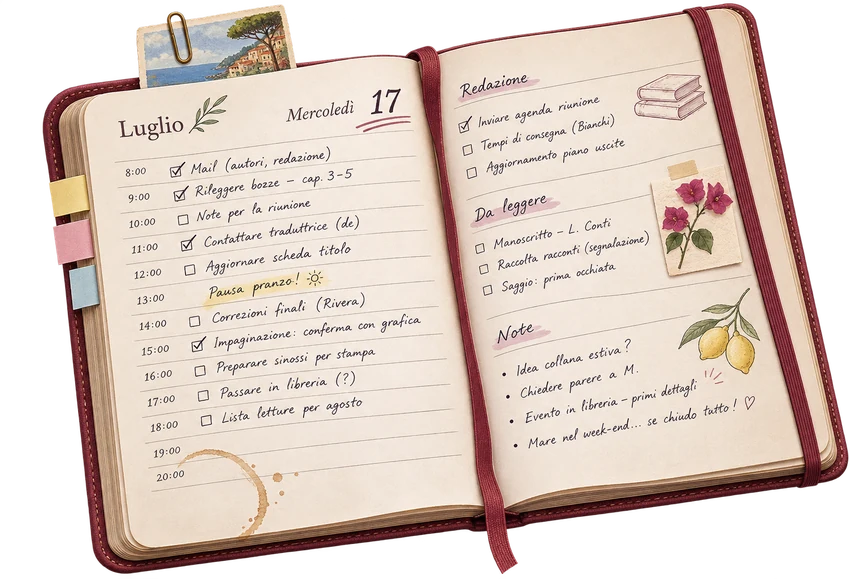 Luglio
Mercoledì 17
8:00 Mail (autori, redazione)
9:00 Rileggere bozze – cap. 3–5
10:00 Note per la riunione
11:00 Contattare traduttrice (de)
12:00 Aggiornare scheda titolo
13:00 Pausa pranzo!
14:00 Correzioni finali (Rivera)
15:00 Impaginazione: conferma con grafica
16:00 Preparare sinossi per stampa
17:00 Passare in libreria (?)
18:00 Lista letture per agosto
19:00
20:00
Redazione
Inviare agenda riunione
Tempi di consegna (Bianchi)
Aggiornamento piano uscite
Da leggere
Manoscritto – L. Conti
Raccolta racconti (segnalazione)
Saggio: prima occhiata
Note
• Idea collana estiva?
• Chiedere parere a M.
• Evento in libreria – primi dettagli
• Mare nel week-end... se chiudo tutto! ♡